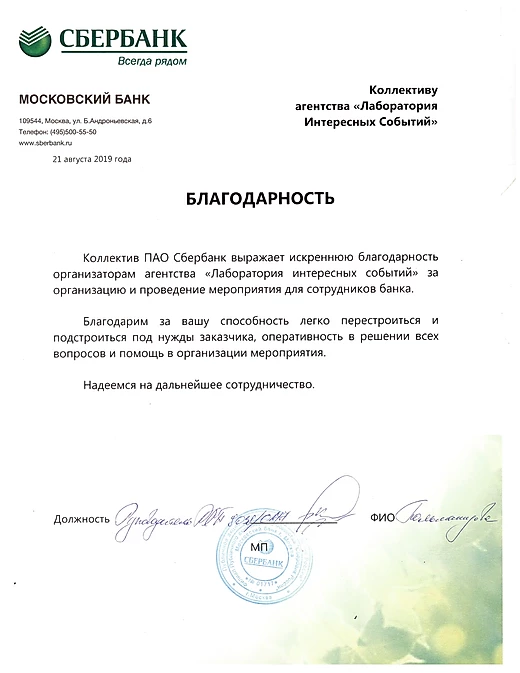 СБЕРБАНК
Всегда рядом
МОСКОВСКИЙ БАНК
109544, Москва, ул. Б.Андроньевская, д.6
Телефон: (495)500-55-50
www.sberbank.ru
21 августа 2019 года
Коллективу
агентства «Лаборатория
Интересных Событий»
БЛАГОДАРНОСТЬ
Коллектив ПАО Сбербанк выражает искреннюю благодарность
организаторам агентства «Лаборатория интересных событий» за
организацию и проведение мероприятия для сотрудников банка.
Благодарим за вашу способность легко перестроиться и
подстроиться под нужды заказчика, оперативность в решении всех
вопросов и помощь в организации мероприятия.
Надеемся на дальнейшее сотрудничество.
Должность Руководитель
ФИО
МП
СБЕРБАНК